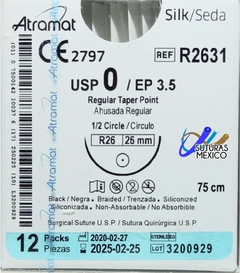 Atramat
Silk/Seda
CE 2797
REF R2631
USP 0 / EP 3.5
Regular Taper Point
Ahusada Regular
1/2 Circle / Círculo
R26 26 mm
SUTURAS MÉXICO
75 cm
Black / Negra. Braided / Trenzada. Siliconized
Siliconizada. Non-Absorbable / No Absorbible
Surgical Suture U.S.P. / Sutura Quirúrgica U.S.P.
12 Packs
Piezas
2020-02-27
2025-02-25
STERILE
LOT 3200929